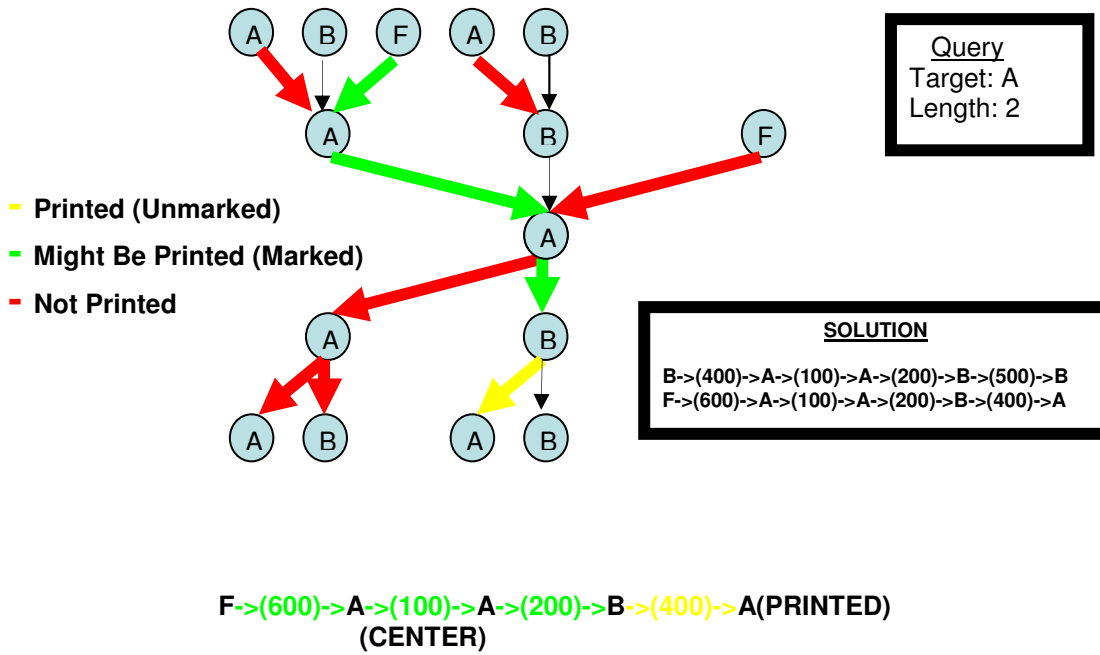 A B F A B
Query
Target: A
Length: 2
A B F
- Printed (Unmarked)
A
- Might Be Printed (Marked)
- Not Printed
A B
SOLUTION
B->(400)->A->(100)->A->(200)->B->(500)->B
F->(600)->A->(100)->A->(200)->B->(400)->A
A B A B
F->(600)->A->(100)->A->(200)->B->(400)->A(PRINTED)
(CENTER)